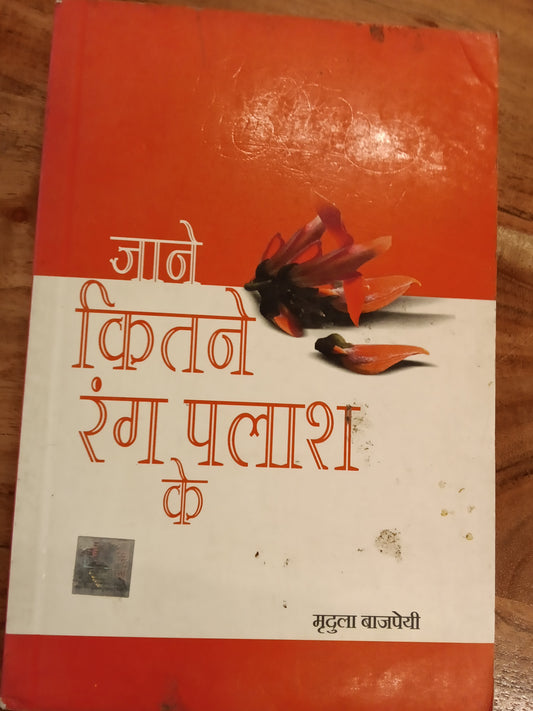 जाने
कितने
रंग पलाश
के
मृदुला बाजपेयी